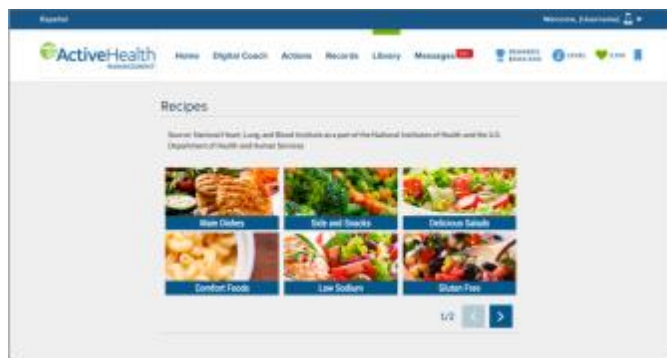 Español
Welcome,
ActiveHealth
MANAGEMENT
Home Digital Coach Actions Records Library Messages
REWARDS
LEVEL
Recipes
Source: National Heart, Lung, and Blood Institute as a part of the National Institutes of Health and the U.S.
Department of Health and Human Services
Main Dishes Side and Snacks Delicious Salads
Comfort Foods Low Sodium Gluten Free
1/2